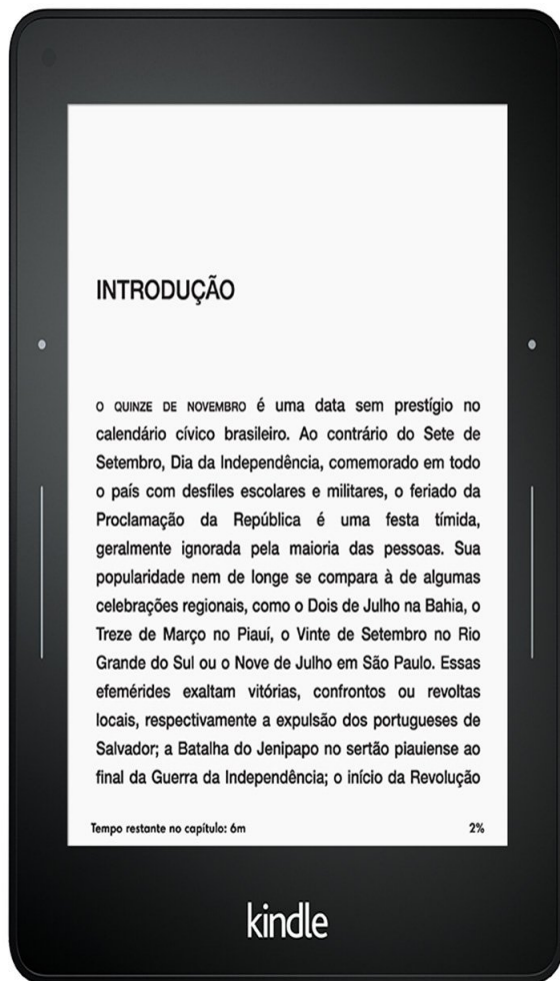 INTRODUÇÃO
O QUINZE DE NOVEMBRO é uma data sem prestígio no
calendário cívico brasileiro. Ao contrário do Sete de
Setembro, Dia da Independência, comemorado em todo
o país com desfiles escolares e militares, o feriado da
Proclamação da República é uma festa tímida,
geralmente ignorada pela maioria das pessoas. Sua
popularidade nem de longe se compara à de algumas
celebrações regionais, como o Dois de Julho na Bahia, o
Treze de Março no Piauí, o Vinte de Setembro no Rio
Grande do Sul ou o Nove de Julho em São Paulo. Essas
efemérides exaltam vitórias, confrontos ou revoltas
locais, respectivamente a expulsão dos portugueses de
Salvador; a Batalha do Jenipapo no sertão piauiense ao
final da Guerra da Independência; o início da Revolução
Tempo restante no capítulo: 6m 2%
kindle